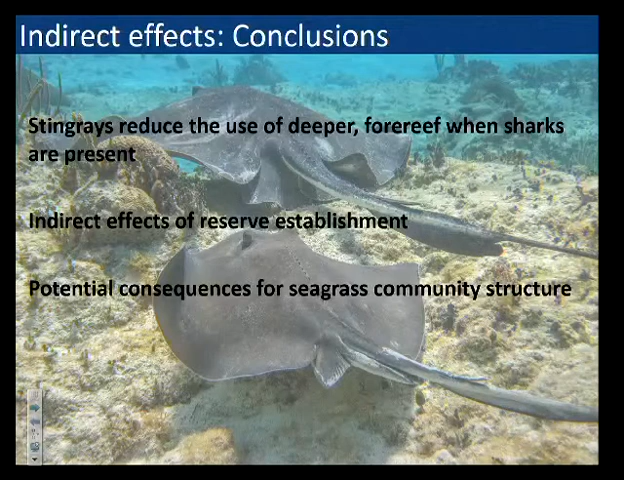 Indirect effects: Conclusions
Stingrays reduce the use of deeper, forereef when sharks
are present
Indirect effects of reserve establishment
Potential consequences for seagrass community structure